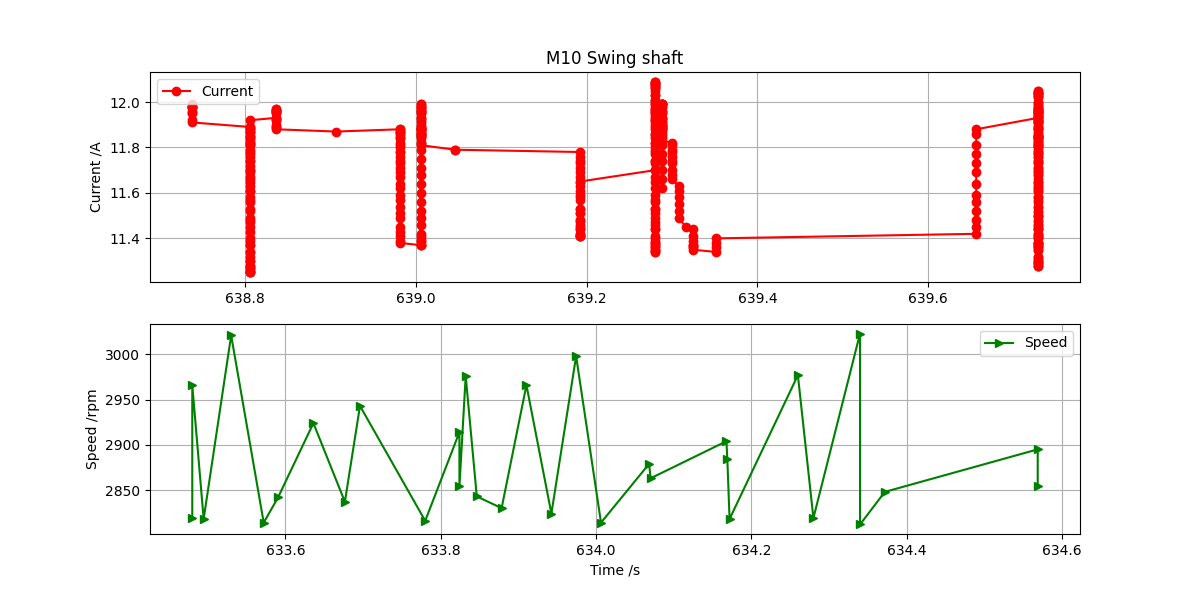 M10 Swing shaft
Current
Current /A
12.0
11.8
11.6
11.4
638.8 639.0 639.2 639.4 639.6
Speed
Speed /rpm
3000
2950
2900
2850
633.6 633.8 634.0 634.2 634.4 634.6
Time /s